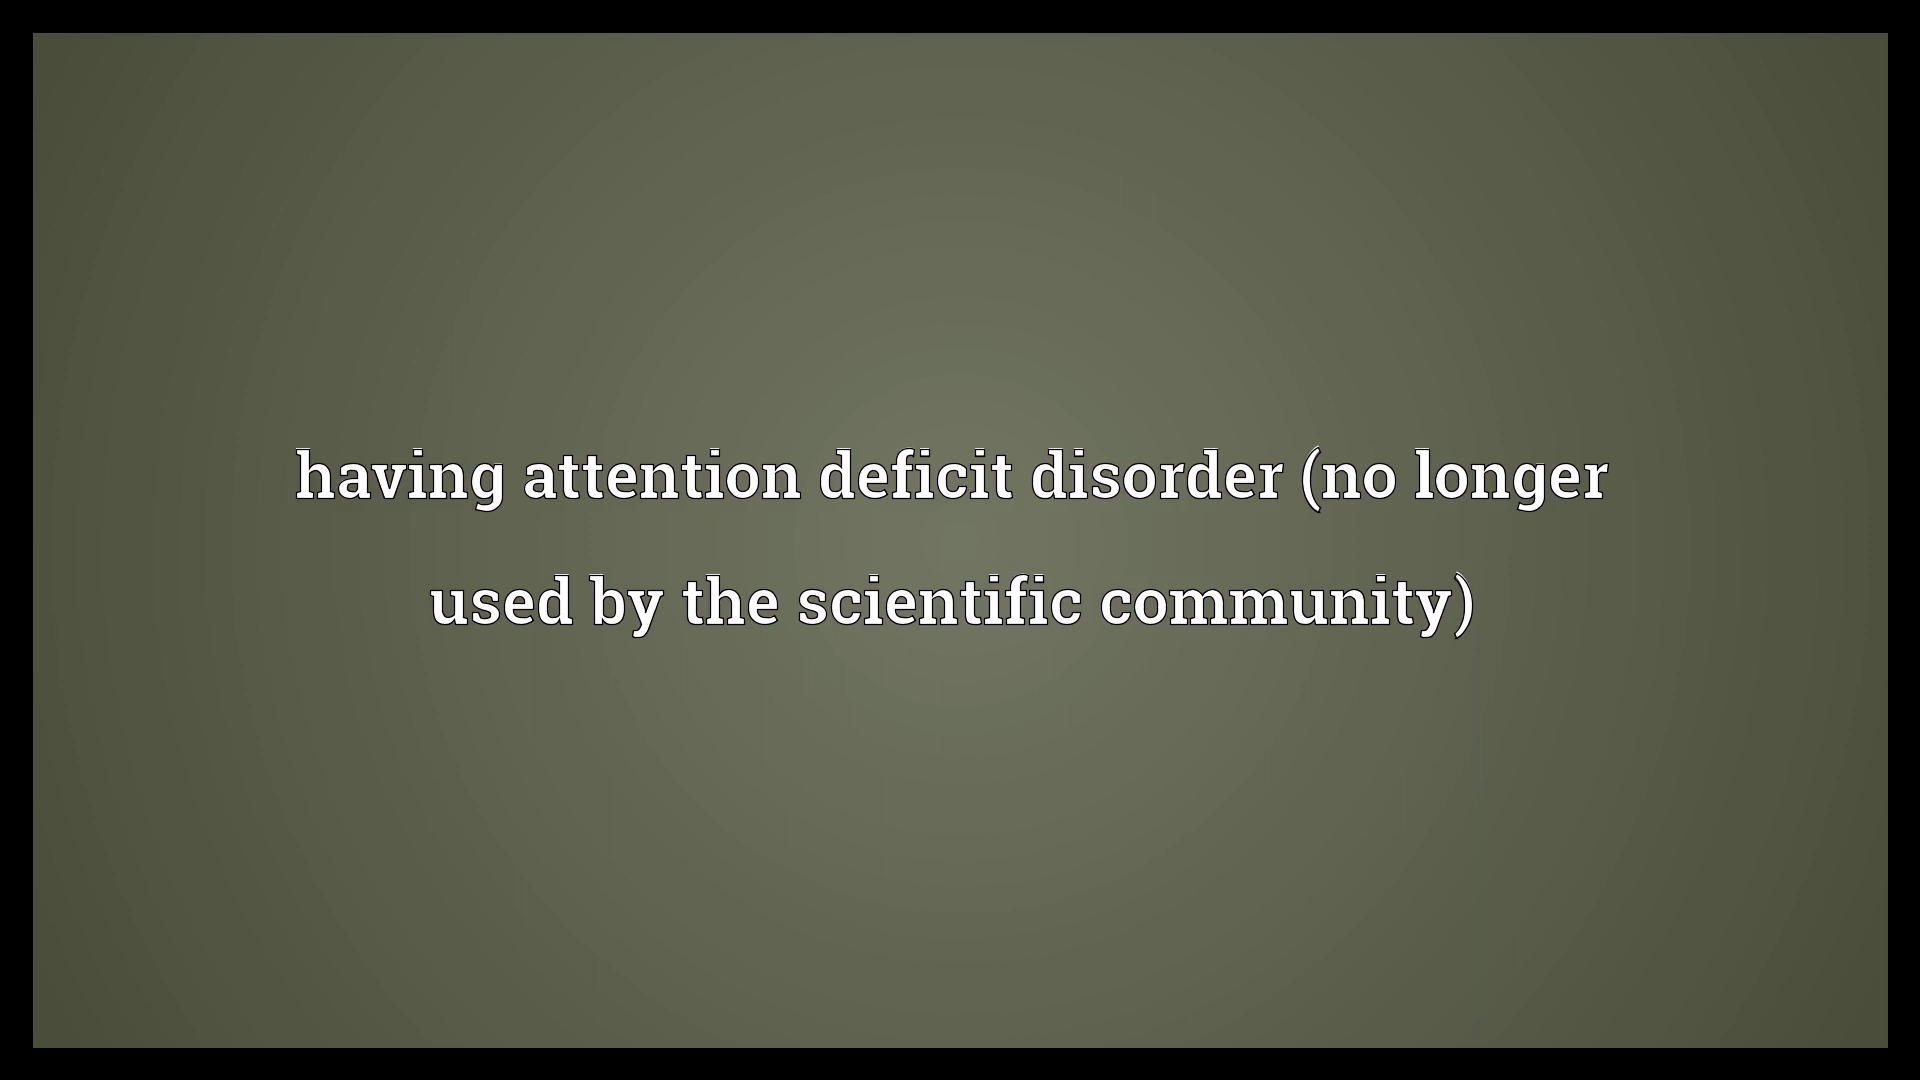 having attention deficit disorder (no longer
used by the scientific community)